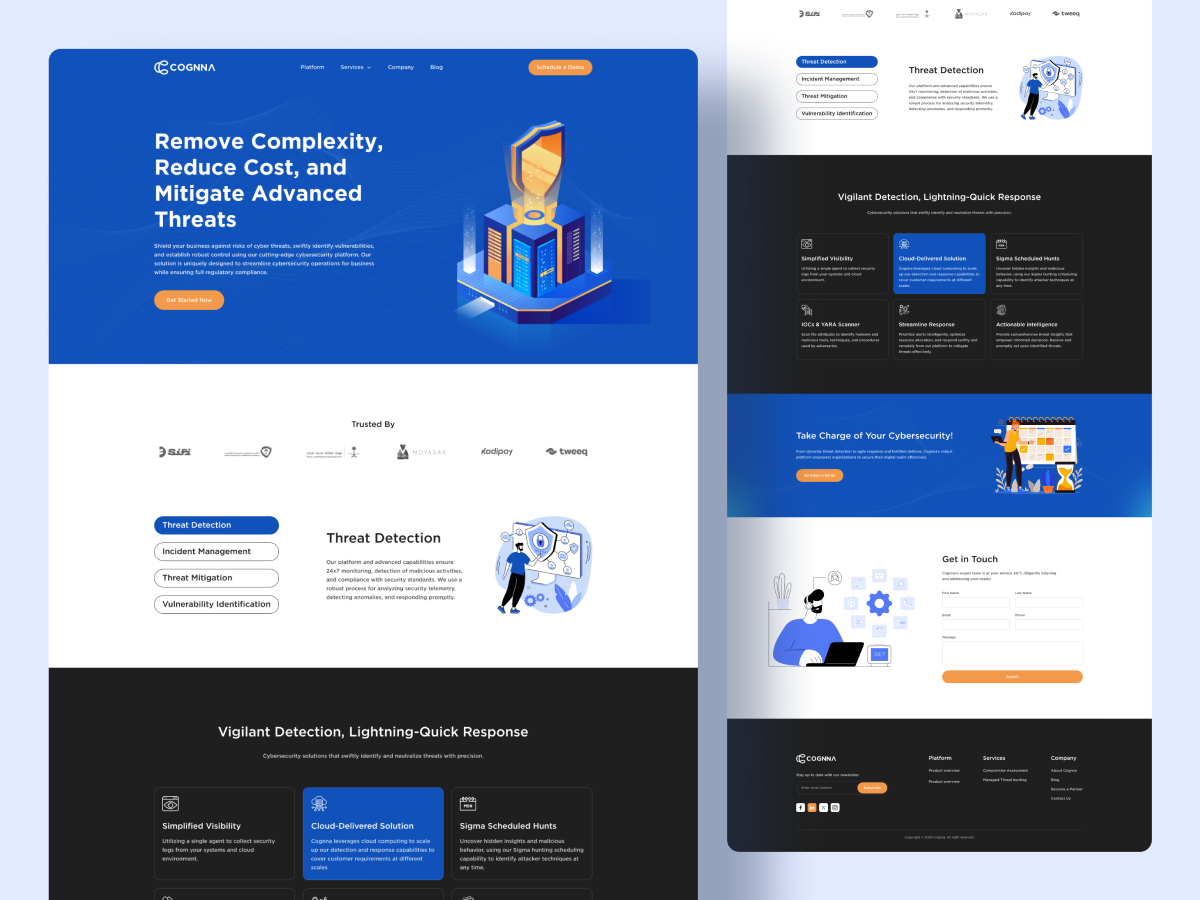 COGNNA
Platform
Services
Company
Blog
Schedule a Demo
Remove Complexity,
Reduce Cost, and
Mitigate Advanced
Threats
Shield your business against risks of cyber threats, swiftly identify vulnerabilities,
and establish robust control using our cutting-edge cybersecurity platform. Our
solution is uniquely designed to streamline cybersecurity operations for business
while ensuring full regulatory compliance.
Get Started Now
Trusted By
MOYASAR
Kadipay
tweeq
Threat Detection
Incident Management
Threat Mitigation
Vulnerability Identification
Threat Detection
Our platform and advanced capabilities ensure
24x7 monitoring, detection of malicious activities,
and compliance with security standards. We use a
robust process for analyzing security telemetry,
detecting anomalies, and responding promptly.
Vigilant Detection, Lightning-Quick Response
Cybersecurity solutions that swiftly identify and neutralize threats with precision.
Simplified Visibility
Utilizing a single agent to collect security
logs from your systems and cloud
environment.
Cloud-Delivered Solution
Cognna leverages cloud computing to scale
up our detection and response capabilities to
cover customer requirements at different
scales
MON
Sigma Scheduled Hunts
Uncover hidden insights and malicious
behavior, using our Sigma hunting scheduling
capability to identify attacker techniques at
any time.
MOYASAR
Kadipay
tweeq
Threat Detection
Incident Management
Threat Mitigation
Vulnerability Identification
Threat Detection
Our platform and advanced capabilities ensure
24x7 monitoring, detection of malicious activities,
and compliance with security standards. We use a
robust process for analyzing security telemetry,
detecting anomalies, and responding promptly.
Vigilant Detection, Lightning-Quick Response
Cybersecurity solutions that swiftly identify and neutralize threats with precision.
Simplified Visibility
Utilizing a single agent to collect security
logs from your systems and cloud
environment.
Cloud-Delivered Solution
Cognna leverages cloud computing to scale
up our detection and response capabilities to
cover customer requirements at different
scales
MON
Sigma Scheduled Hunts
Uncover hidden insights and malicious
behavior, using our Sigma hunting scheduling
capability to identify attacker techniques at
any time.
IOCs & YARA Scanner
Scan file attributes to identify malware and
malicious tools, techniques, and procedures
used by adversaries.
Streamline Response
Prioritize alerts intelligently, optimize
resource allocation, and respond swiftly and
remotely from our platform to mitigate
threats effectively.
Actionable intelligence
Provide comprehensive threat insights that
empower informed decisions. Receive and
promptly act upon identified threats.
Take Charge of Your Cybersecurity!
From dynamic threat detection to agile response and fortified defense, Cognna's robust
platform empowers organizations to secure their digital realm effectively.
Schedule a Demo
24/7
Get in Touch
Cognna's expert team is at your service 24/7, diligently listening
and addressing your needs!
First Name
Last Name
Email
Phone
Message
Submit
COGNNA
Stay up to date with our newsletter
Enter email address
Subscribe
Platform
Product overview
Product overview
Services
Compromise Assessment
Managed Threat hunting
Company
About Cognna
Blog
Become a Partner
Contact Us
Copyright © 2024 Cognna. All right reserved.